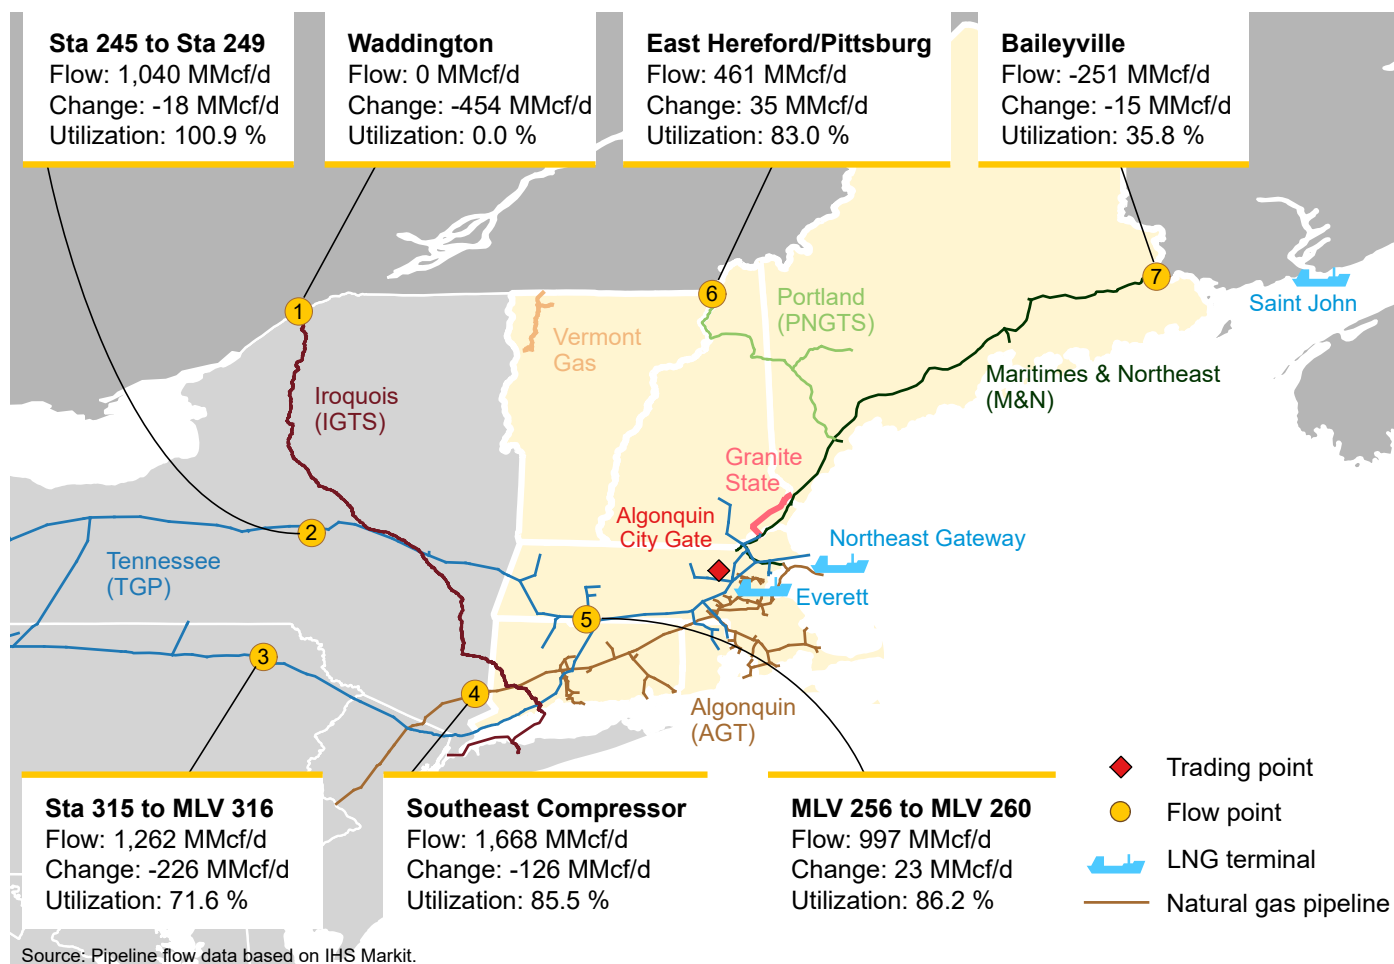 Sta 245 to Sta 249
Flow: 1,040 MMcf/d
Change: -18 MMcf/d
Utilization: 100.9 %
Waddington
Flow: 0 MMcf/d
Change: -454 MMcf/d
Utilization: 0.0 %
East Hereford/Pittsburg
Flow: 461 MMcf/d
Change: 35 MMcf/d
Utilization: 83.0 %
Baileyville
Flow: -251 MMcf/d
Change: -15 MMcf/d
Utilization: 35.8 %
1
6
7
Saint John
Portland
(PNGTS)
Vermont
Gas
Maritimes & Northeast
(M&N)
Iroquois
(IGTS)
Granite
State
Algonquin
City Gate
2
Northeast Gateway
Tennessee
(TGP)
Everett
5
3
4
Algonquin
(AGT)
Sta 315 to MLV 316
Flow: 1,262 MMcf/d
Change: -226 MMcf/d
Utilization: 71.6 %
Southeast Compressor
Flow: 1,668 MMcf/d
Change: -126 MMcf/d
Utilization: 85.5 %
MLV 256 to MLV 260
Flow: 997 MMcf/d
Change: 23 MMcf/d
Utilization: 86.2 %
Trading point
Flow point
LNG terminal
Natural gas pipeline
Source: Pipeline flow data based on IHS Markit.